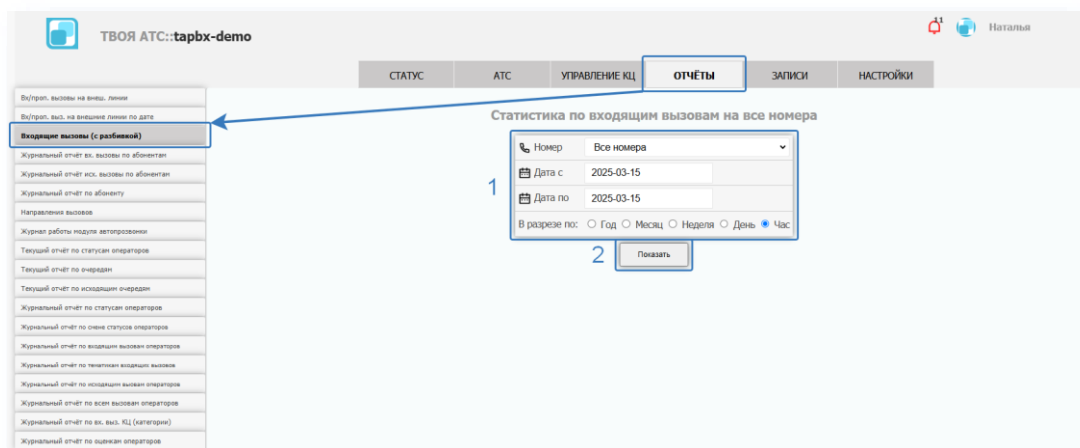 11
ТВОЯ АТС::tapbx-demo
Наталья
СТАТУС
АТС
УПРАВЛЕНИЕ КЦ
ОТЧЁТЫ
ЗАПИСИ
НАСТРОЙКИ
Вх/проп. вызовы на внеш. линии
Вх/проп. выз. на внешние линии по дате
Входящие вызовы (с разбивкой)
Журнальный отчёт вх. вызовы по абонентам
Журнальный отчёт исх. вызовы по абонентам
Журнальный отчёт по абоненту
Направления вызовов
Журнал работы модуля автопрозвонки
Текущий отчёт по статусам операторов
Текущий отчёт по очередям
Текущий отчёт по исходящим очередям
Журнальный отчёт по статусам операторов
Журнальный отчёт по смене статусов операторов
Журнальный отчёт по входящим вызовам операторов
Журнальный отчёт по тематикам входящих вызовов
Журнальный отчёт по исходящим вызовам операторов
Журнальный отчёт по всем вызовам операторов
Журнальный отчёт по вх. выз. КЦ (категории)
Журнальный отчёт по оценкам операторов
Статистика по входящим вызовам на все номера
1
Номер Все номера
Дата с 2025-03-15
Дата по 2025-03-15
В разрезе по: Год Месяц Неделя День Час
2
Показать